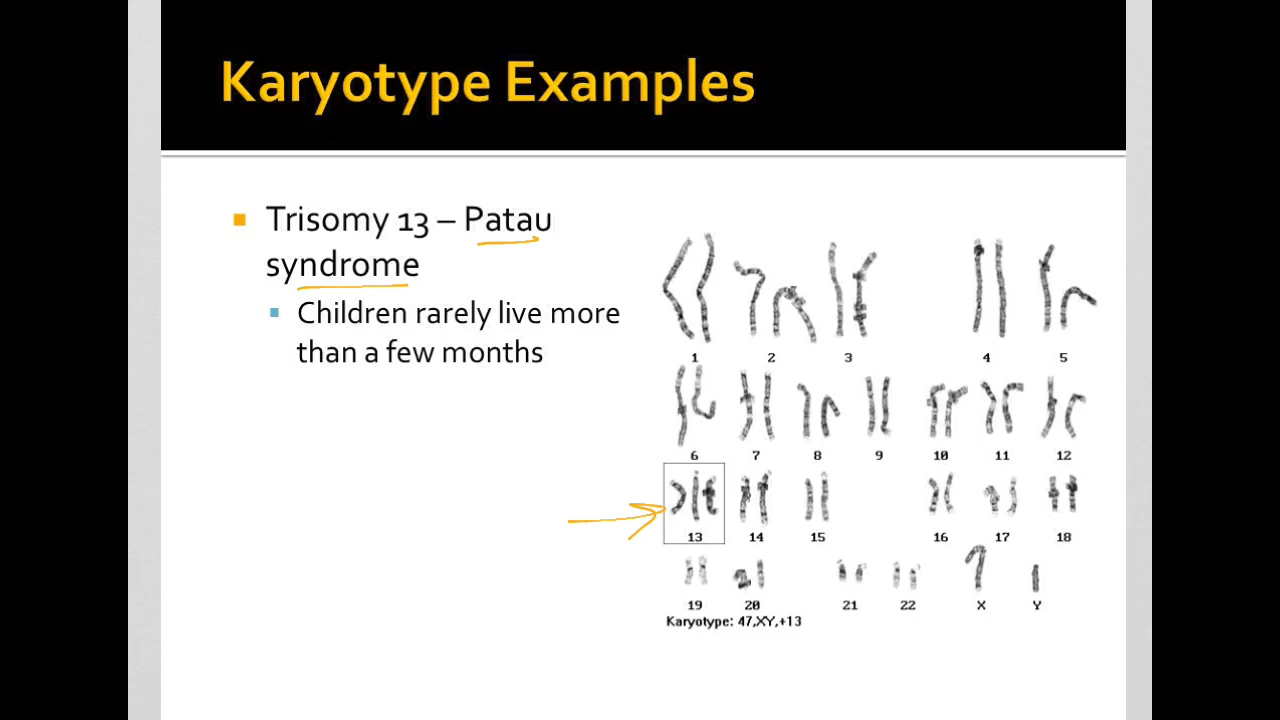 Karyotype Examples
Trisomy 13 – Patau
syndrome
Children rarely live more
than a few months
1 2 3 4 5
6 7 8 9 10 11 12
13 14 15 16 17 18
19 20 21 22 X Y
Karyotype: 47,XY,+13